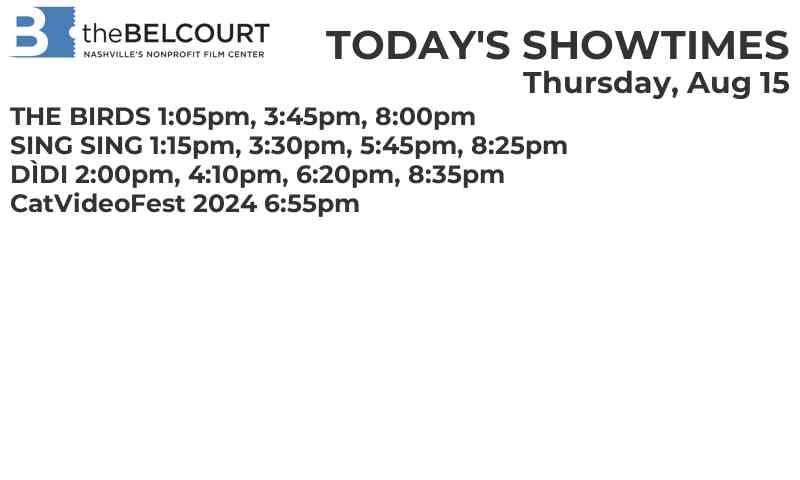 B theBELCOURT
NASHVILLE'S NONPROFIT FILM CENTER
TODAY'S SHOWTIMES
Thursday, Aug 15
THE BIRDS 1:05pm, 3:45pm, 8:00pm
SING SING 1:15pm, 3:30pm, 5:45pm, 8:25pm
DÌDI 2:00pm, 4:10pm, 6:20pm, 8:35pm
CatVideoFest 2024 6:55pm